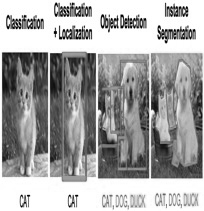 Classification
Classification
+ Localization
Object Detection
Instance
Segmentation
CAT
CAT
CAT, DOG, DUCK
CAT, DOG, DUCK